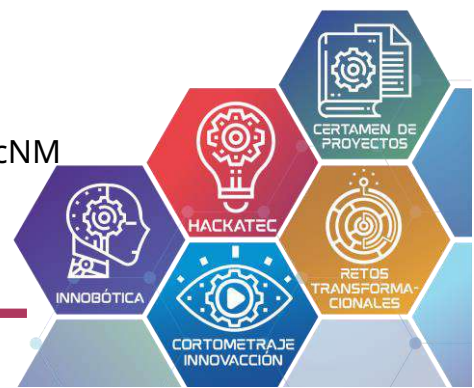 cNM
CERTAMEN DE
PROYECTOS
HACKATEC
INNOBÓTICA
RETOS
TRANSFORMA-
CIONALES
CORTOMETRAJE
INNOVACCIÓN